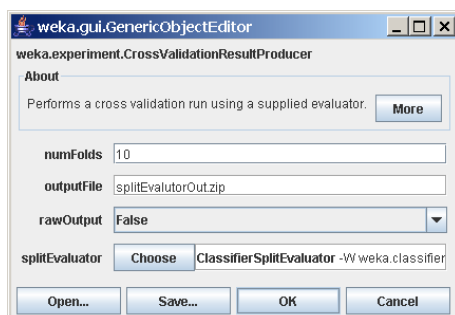 weka.gui.GenericObjectEditor
weka.experiment.CrossValidationResultProducer
About
Performs a cross validation run using a supplied evaluator. More
numFolds 10
outputFile splitEvalutorOut.zip
rawOutput False
splitEvaluator Choose ClassifierSplitEvaluator -W weka.classifier
Open... Save... OK Cancel